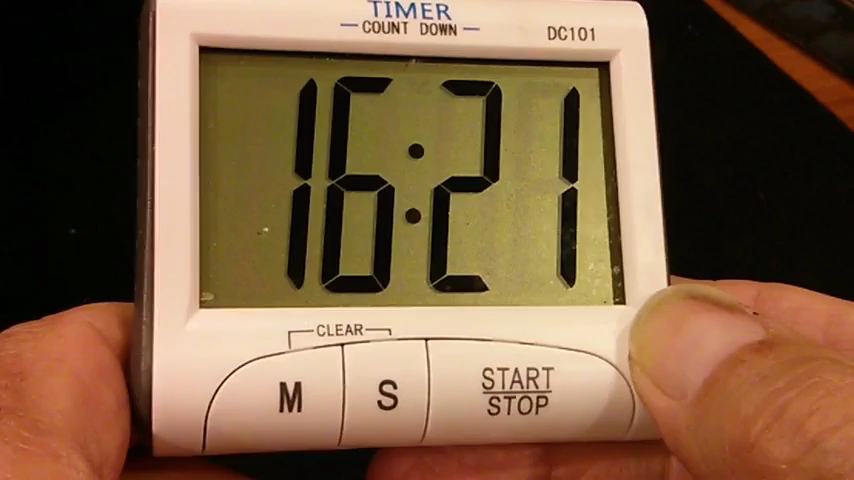 TIMER
COUNT DOWN
DC101
16:21
CLEAR
M
S
START
STOP